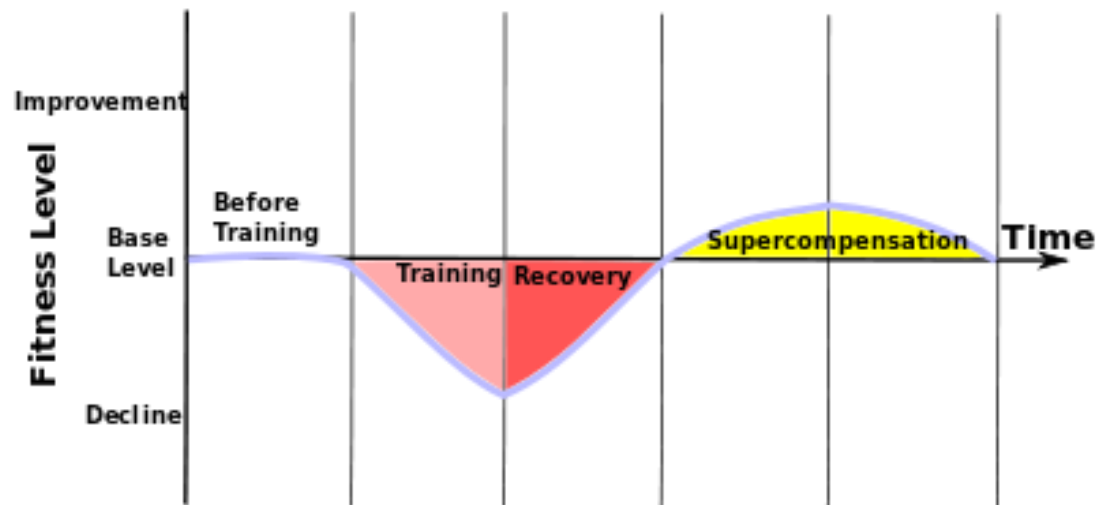 Improvement
Fitness Level
Before
Training
Base
Level
Supercompensation
Time
Training
Recovery
Decline